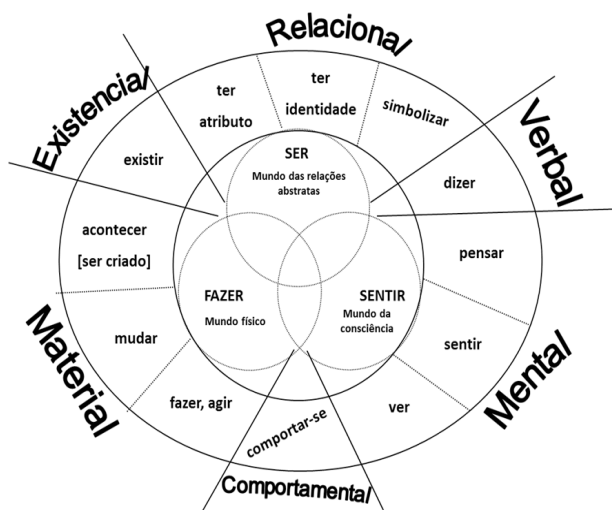 Relacional
Existencial
Verbal
ter
atributo
ter
identidade
simbolizar
existir
dizer
SER
Mundo das relações
abstratas
acontecer
[ser criado]
pensar
FAZER
Mundo físico
SENTIR
Mundo da
consciência
mudar
sentir
Material
Mental
fazer, agir
comportar-se
ver
Comportamental